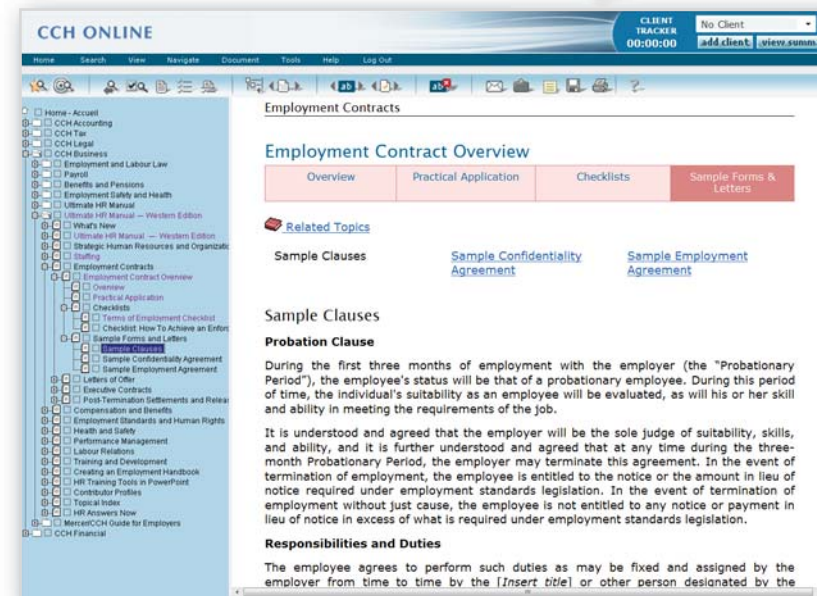 CCH ONLINE
CLIENT TRACKER 00:00:00
No Client
add client view summ
Home Search View Navigate Document Tools Help Log Out
Home - Accueil
CCH Accounting
CCH Tax
CCH Legal
CCH Business
Employment and Labour Law
Payroll
Benefits and Pensions
Employment Safety and Health
Ultimate HR Manual
Ultimate HR Manual — Western Edition
What's New
Ultimate HR Manual — Western Edition
Strategic Human Resources and Organizatio
Staffing
Employment Contracts
Employment Contract Overview
Overview
Practical Application
Checklists
Terms of Employment Checklist
Checklist: How To Achieve an Enforc
Sample Forms and Letters
Sample Clauses
Sample Confidentiality Agreement
Sample Employment Agreement
Letters of Offer
Executive Contracts
Post-Termination Settlements and Releas
Compensation and Benefits
Employment Standards and Human Rights
Health and Safety
Performance Management
Labour Relations
Training and Development
Creating an Employment Handbook
HR Training Tools in PowerPoint
Contributor Profiles
Topical Index
HR Answers Now
Mercer/CCH Guide for Employers
CCH Financial
Employment Contracts
Employment Contract Overview
Overview
Practical Application
Checklists
Sample Forms &
Letters
Related Topics
Sample Clauses
Sample Confidentiality
Agreement
Sample Employment
Agreement
Sample Clauses
Probation Clause
During the first three months of employment with the employer (the "Probationary
Period"), the employee's status will be that of a probationary employee. During this period
of time, the individual's suitability as an employee will be evaluated, as will his or her skill
and ability in meeting the requirements of the job.
It is understood and agreed that the employer will be the sole judge of suitability, skills,
and ability, and it is further understood and agreed that at any time during the three-
month Probationary Period, the employer may terminate this agreement. In the event of
termination of employment, the employee is entitled to the notice or the amount in lieu of
notice required under employment standards legislation. In the event of termination of
employment without just cause, the employee is not entitled to any notice or payment in
lieu of notice in excess of what is required under employment standards legislation.
Responsibilities and Duties
The employee agrees to perform such duties as may be fixed and assigned by the
employer from time to time by the [Insert title] or other person designated by the